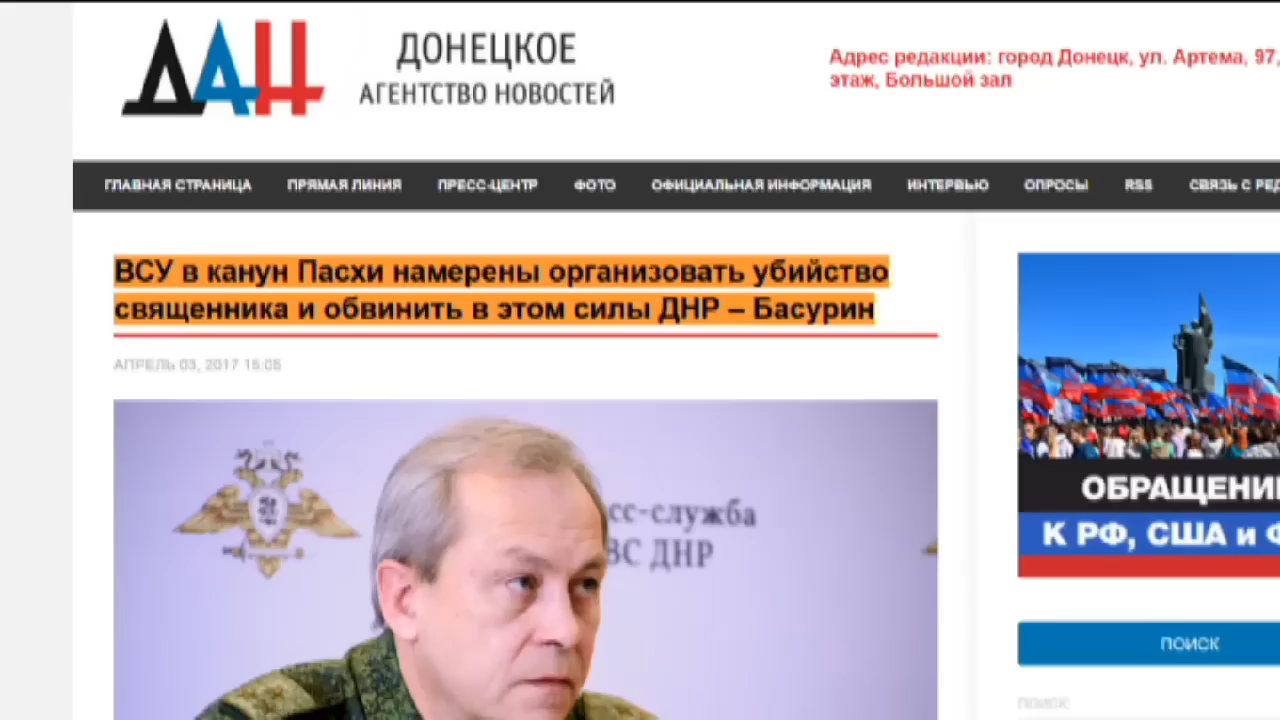 ДАН
ДОНЕЦКОЕ
АГЕНТСТВО НОВОСТЕЙ
Адрес редакции: город Донецк, ул. Артема, 97,
этаж, Большой зал
ГЛАВНАЯ СТРАНИЦА ПРЯМАЯ ЛИНИЯ ПРЕСС-ЦЕНТР ФОТО ОФИЦИАЛЬНАЯ ИНФОРМАЦИЯ ИНТЕРВЬЮ ОПРОСЫ RSS СВЯЗЬ С РЕД
ВСУ в канун Пасхи намерены организовать убийство
священника и обвинить в этом силы ДНР – Басурин
АПРЕЛЬ 03, 2017 15:05
сс-служба
ВС ДНР
ОБРАЩЕНИ
К РФ, США и Ф
ПОИСК
ПОИСК